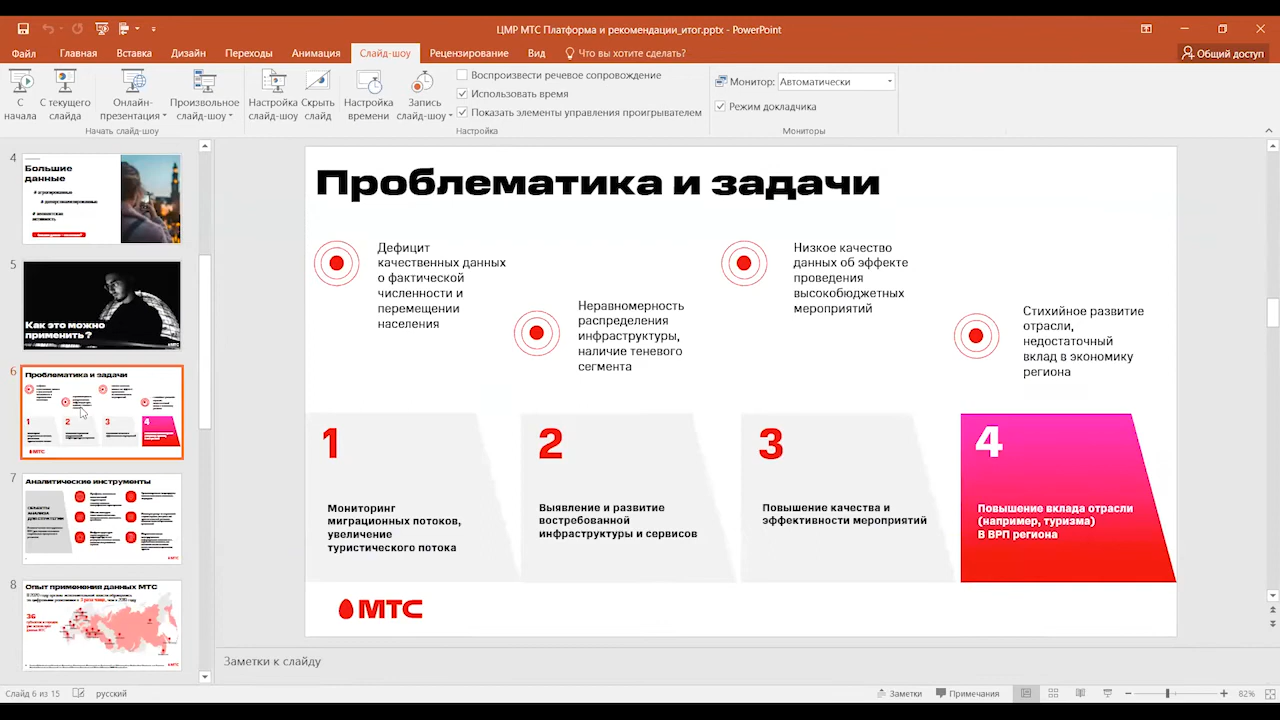 ЦМР МТС Платформа и рекомендации_итог.pptx - PowerPoint
Файл
Главная
Вставка
Дизайн
Переходы
Анимация
Слайд-шоу
Рецензирование
Вид
Что вы хотите сделать?
Общий доступ
С
начала
С текущего
слайда
Онлайн-
презентация
Произвольное
слайд-шоу
Начать слайд-шоу
Настройка
слайд-шоу
Скрыть
слайд
Настройка
времени
Запись
слайд-шоу
Воспроизвести речевое сопровождение
Использовать время
Показать элементы управления проигрывателем
Настройка
Монитор:
Автоматически
Режим докладчика
Мониторы
4
Большие
данные
5
Как это можно
применить?
6
Проблематика и задачи
1
2
3
4
МТС
7
Аналитические инструменты
8
Опыт применения данных МТС
36
Проблематика и задачи
Дефицит
качественных данных
о фактической
численности и
перемещении
населения
Неравномерность
распределения
инфраструктуры,
наличие теневого
сегмента
Низкое качество
данных об эффекте
проведения
высокобюджетных
мероприятий
Стихийное развитие
отрасли,
недостаточный
вклад в экономику
региона
1
Мониторинг
миграционных потоков,
увеличение
туристического потока
2
Выявление и развитие
востребованной
инфраструктуры и сервисов
3
Повышение качества и
эффективности мероприятий
4
Повышение вклада отрасли
(например, туризма)
В ВРП региона
МТС
Заметки к слайду
Слайд 6 из 15
русский
Заметки
Примечания
82%